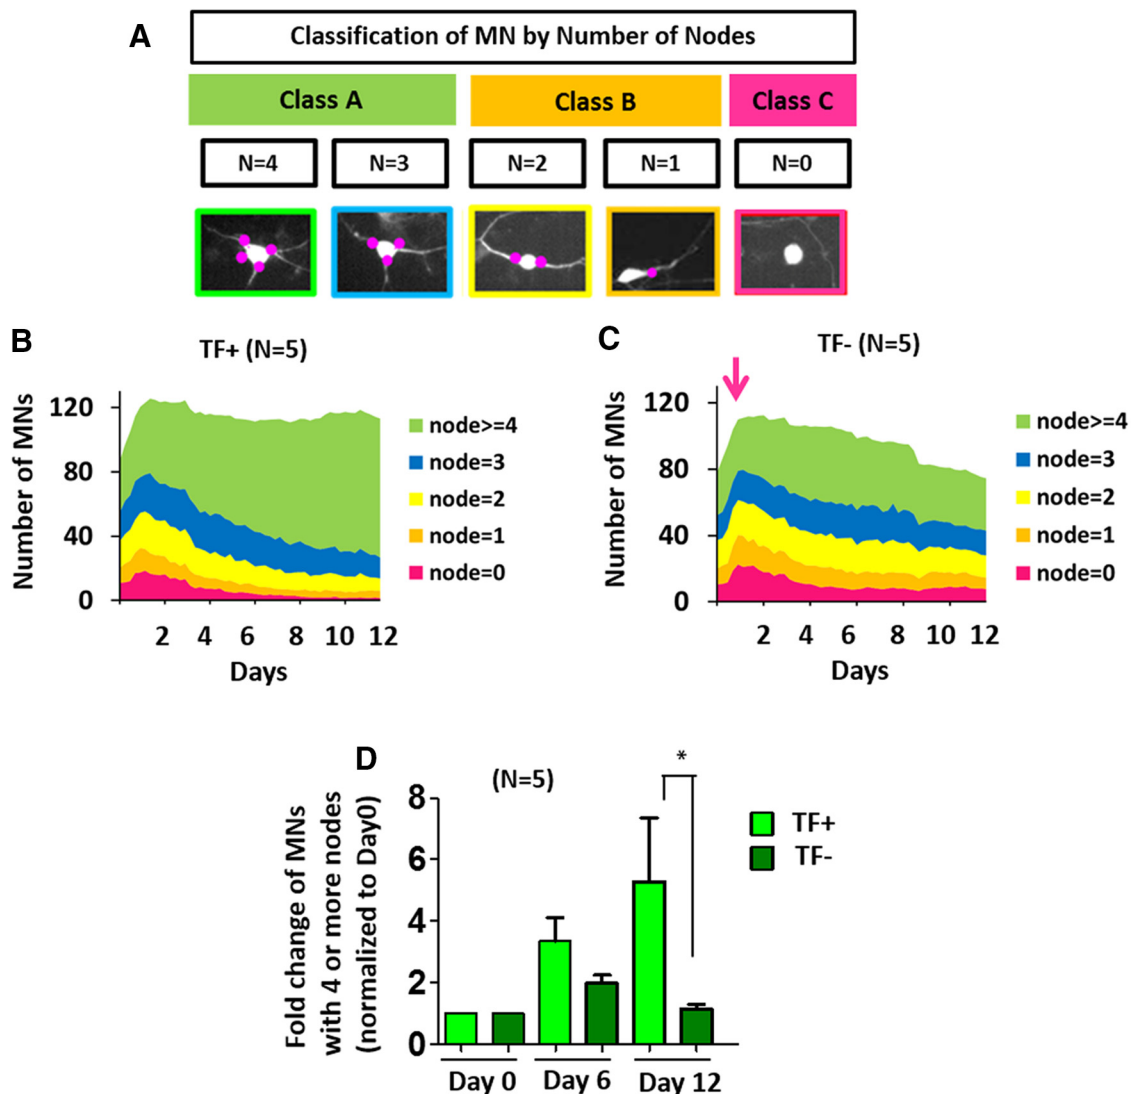 A
Classification of MN by Number of Nodes
Class A
Class B
Class C
N=4
N=3
N=2
N=1
N=0
B
TF+ (N=5)
Number of MNs
120
80
40
0
2 4 6 8 10 12
Days
node>=4
node=3
node=2
node=1
node=0
C
TF- (N=5)
Number of MNs
120
80
40
0
2 4 6 8 10 12
Days
node>=4
node=3
node=2
node=1
node=0
D
(N=5)
*
Fold change of MNs
with 4 or more nodes
(normalized to Day0)
8
6
4
2
0
Day 0
Day 6
Day 12
TF+
TF-